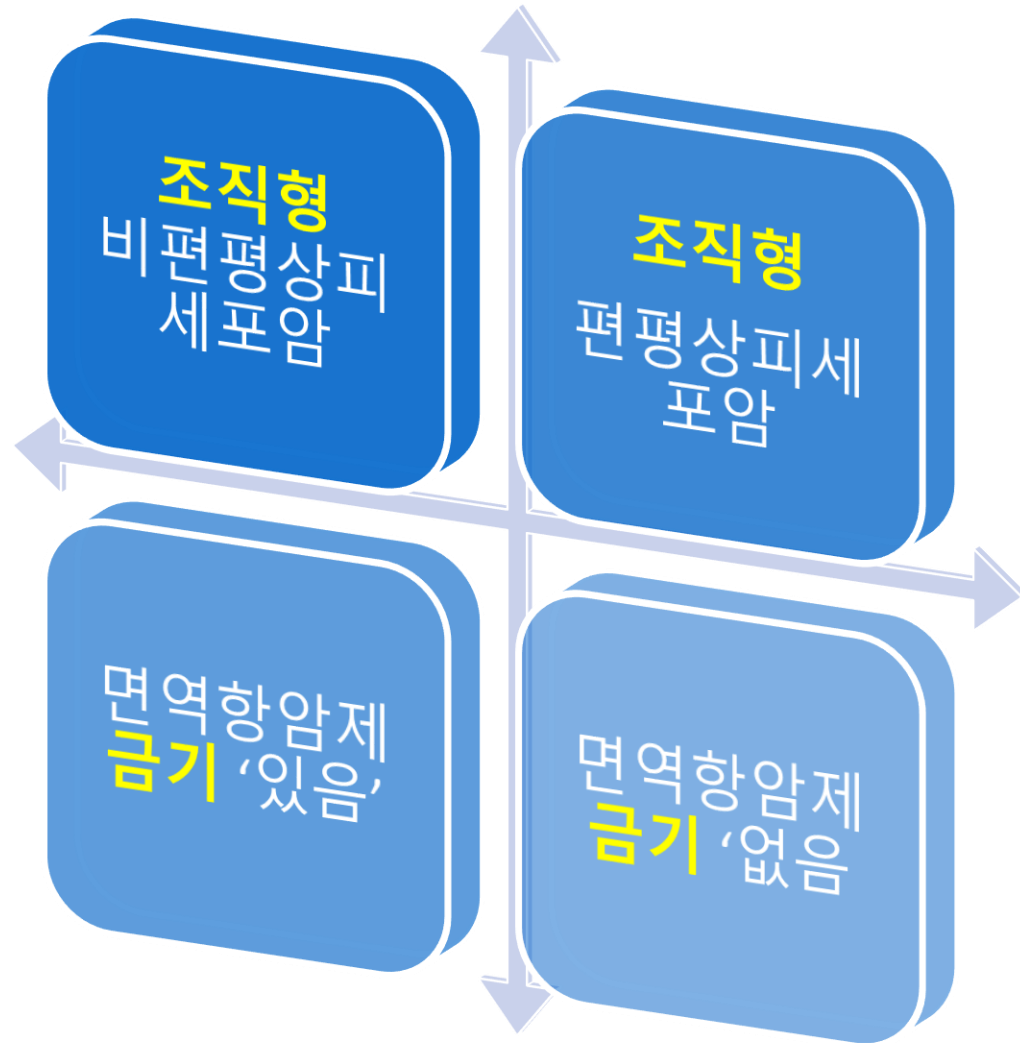 조직형
비편평상피
세포암
조직형
편평상피세
포암
면역항암제
금기 ‘있음’
면역항암제
금기 ‘없음